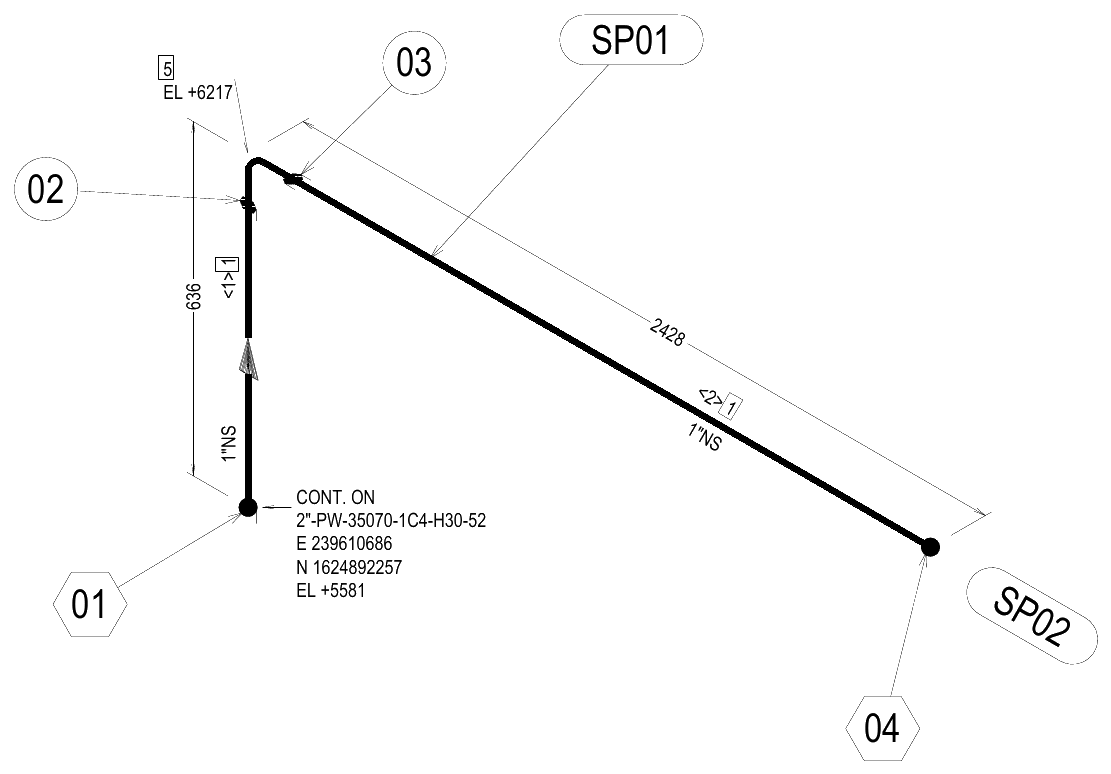 SP01
03
5
EL +6217
02
<1> 1
636
2428
<2> 1
1"NS
1"NS
CONT. ON
2"-PW-35070-1C4-H30-52
E 239610686
N 1624892257
EL +5581
01
SP02
04